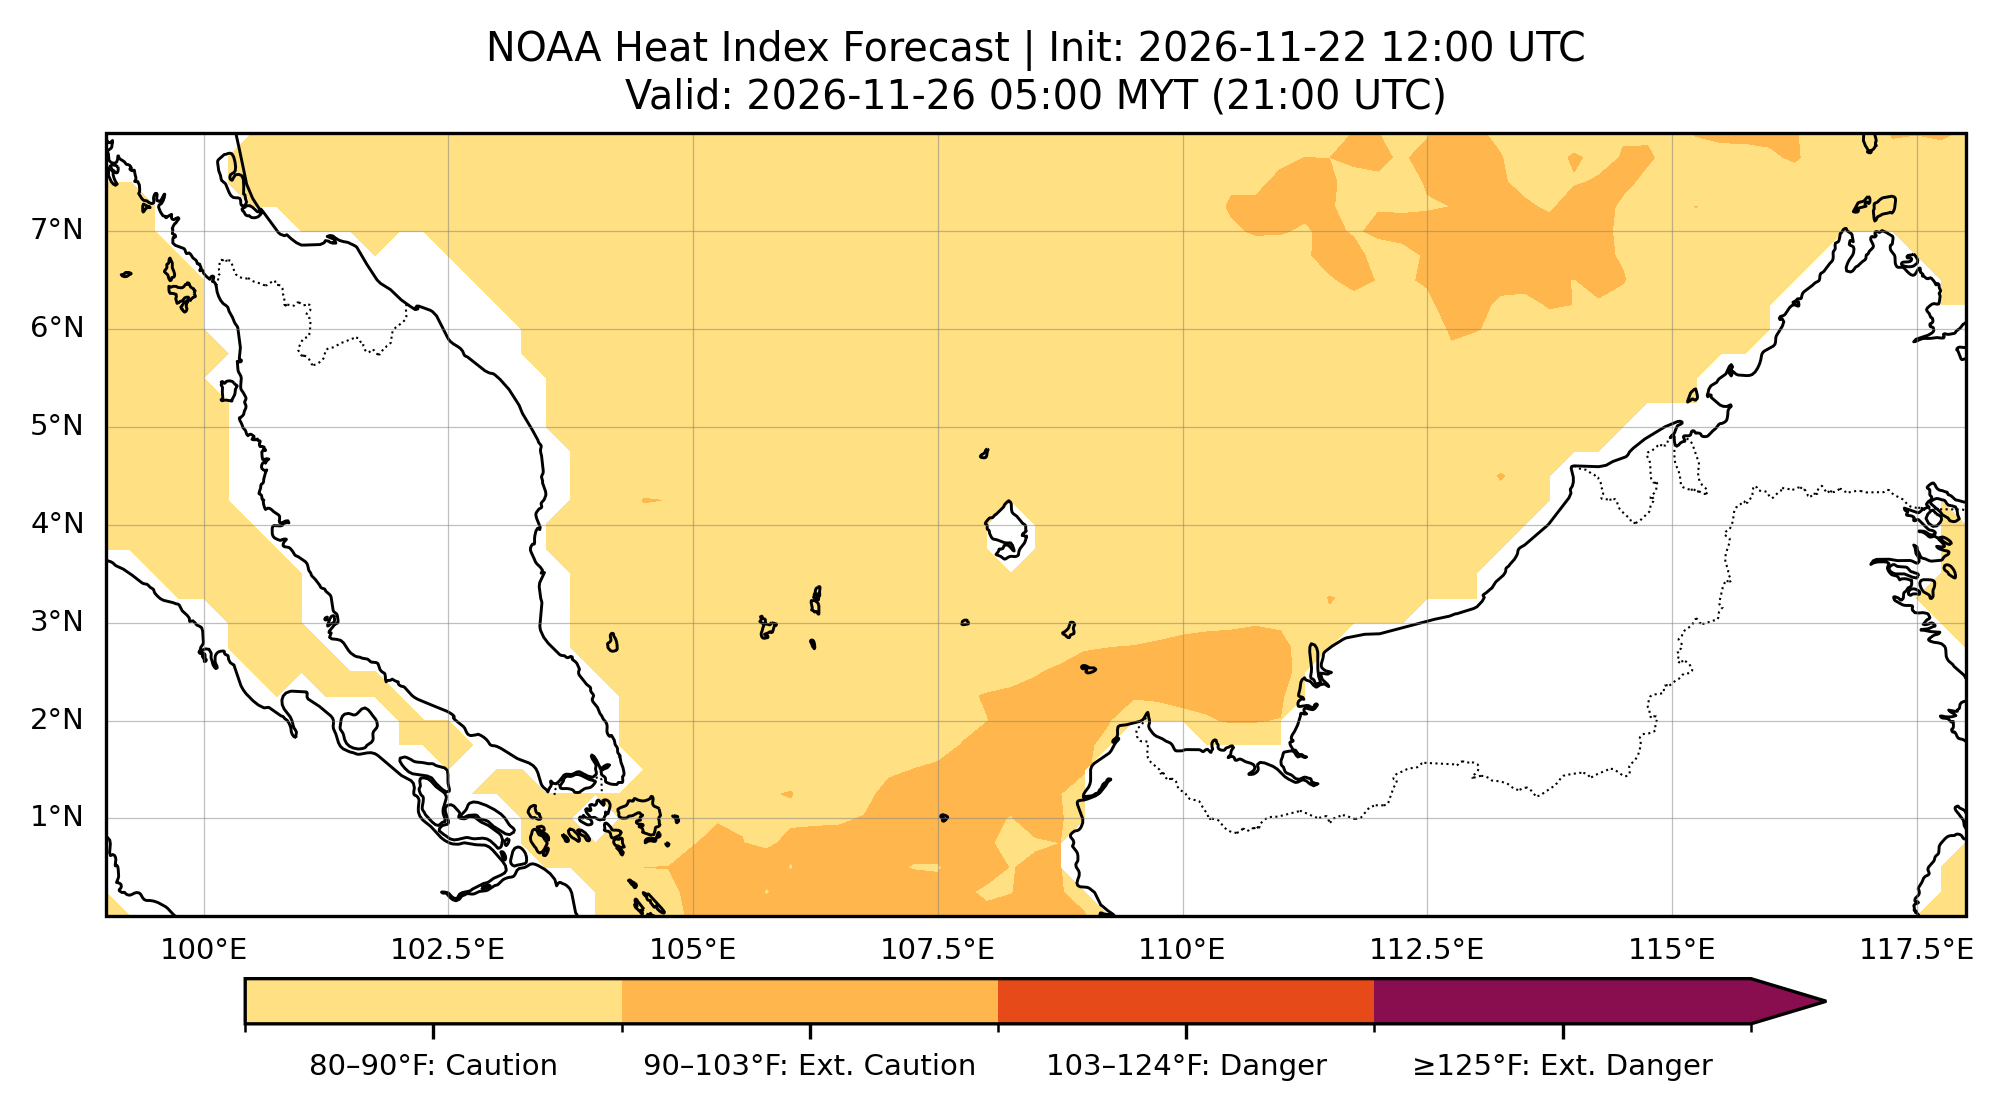 NOAA Heat Index Forecast | Init: 2026-11-22 12:00 UTC
Valid: 2026-11-26 05:00 MYT (21:00 UTC)
7°N
6°N
5°N
4°N
3°N
2°N
1°N
100°E 102.5°E 105°E 107.5°E 110°E 112.5°E 115°E 117.5°E
80–90°F: Caution 90–103°F: Ext. Caution 103–124°F: Danger ≥125°F: Ext. Danger